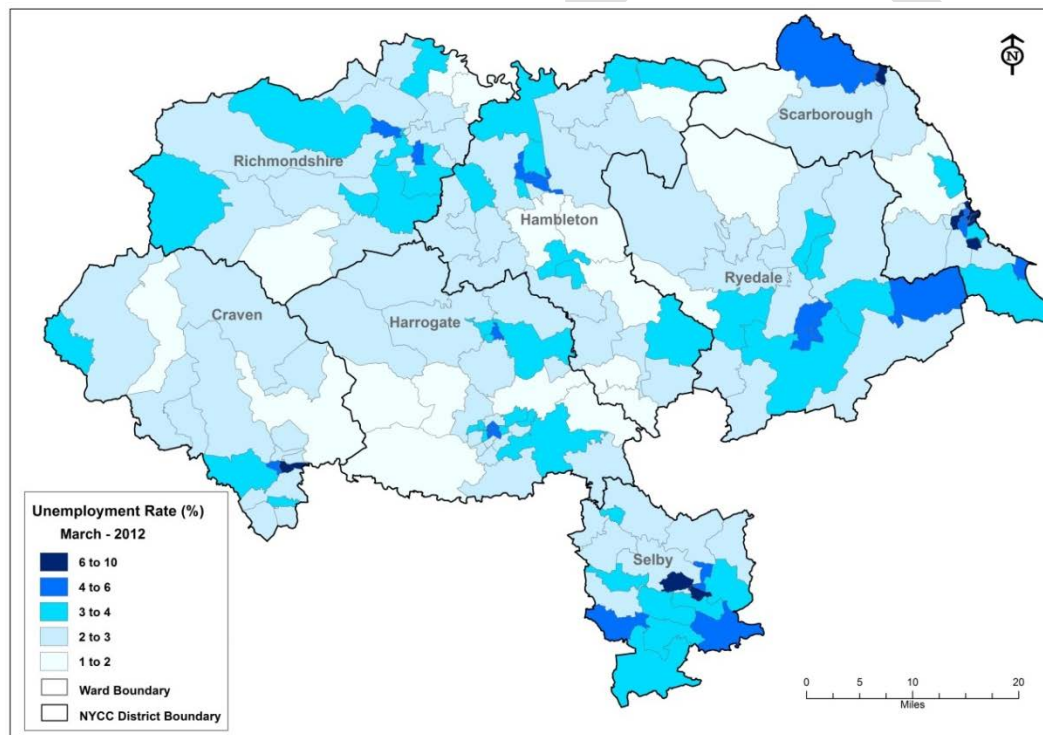 N
Scarborough
Richmondshire
Hambleton
Ryedale
Craven
Harrogate
Selby
Unemployment Rate (%)
March - 2012
6 to 10
4 to 6
3 to 4
2 to 3
1 to 2
Ward Boundary
NYCC District Boundary
0 5 10 20
Miles